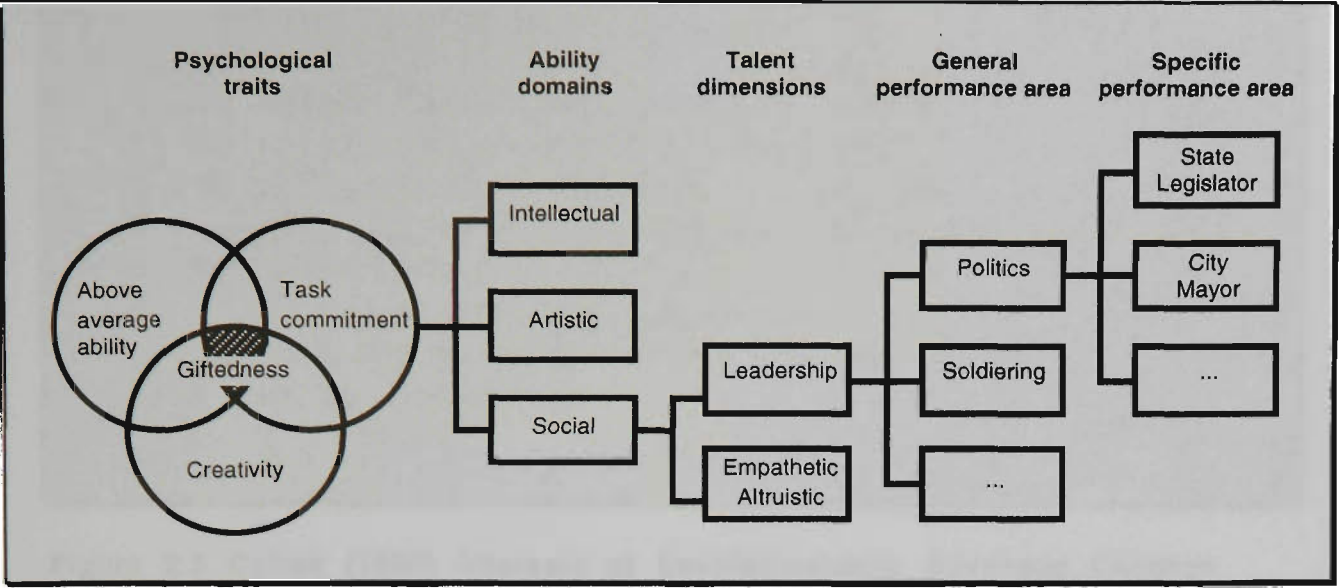 Psychological
traits
Ability
domains
Talent
dimensions
General
performance area
Specific
performance area
Above
average
ability
Task
commitment
Giftedness
Creativity
Intellectual
Artistic
Social
Leadership
Empathetic
Altruistic
Politics
Soldiering
...
State
Legislator
City
Mayor
...